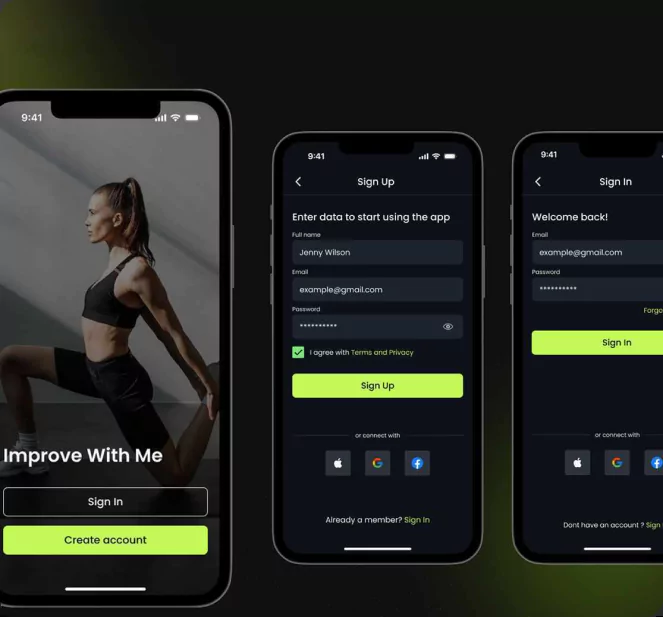 9:41
Improve With Me
Sign In
Create account
9:41
Sign Up
Enter data to start using the app
Full name
Jenny Wilson
Email
example@gmail.com
Password
**********
I agree with Terms and Privacy
Sign Up
or connect with
G
Already a member? Sign In
9:41
Sign In
Welcome back!
Email
example@gmail.com
Password
**********
Forgo
Sign In
or connect with
G
Dont have an account ? Sign